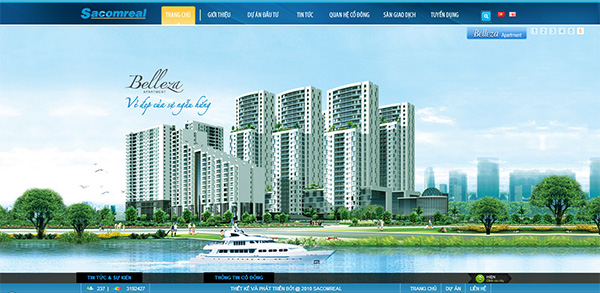 Sacomreal
TRANG CHỦ GIỚI THIỆU DỰ ÁN ĐẦU TƯ TIN TỨC QUAN HỆ CỔ ĐÔNG SÀN GIAO DỊCH TUYỂN DỤNG
Belleza Apartment 1 2 3 4 5 6
Belleza
APARTMENT
Vẻ đẹp của sự ngẫu hứng
TIN TỨC & SỰ KIỆN THÔNG TIN CỔ ĐÔNG
237 | 3192427 THIẾT KẾ VÀ PHÁT TRIỂN BỞI @ 2010 SACOMREAL TRANG CHỦ DỰ ÁN LIÊN HỆ